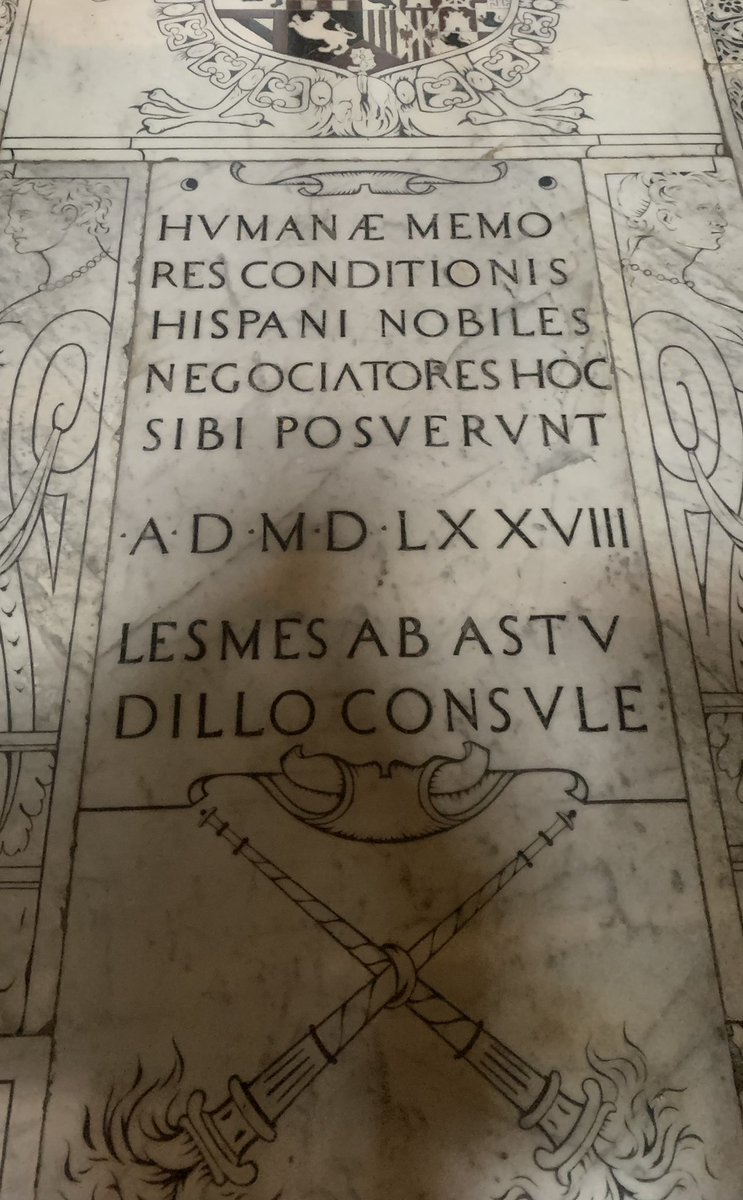 HVMANÆ MEMO
RES CONDITIONIS
HISPANI NOBILES
NEGOCIATORES HOC
SIBI POSVERVNT
·A·D·M·D·LXXVIII
LESMES AB ASTV
DILLO CONSVLE